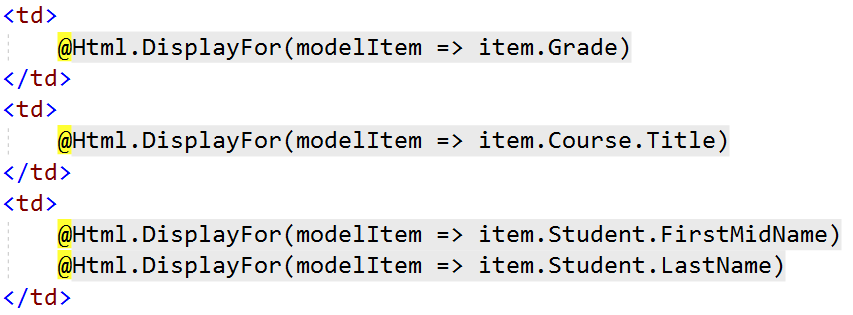 <td>
    @Html.DisplayFor(modelItem => item.Grade)
</td>
<td>
    @Html.DisplayFor(modelItem => item.Course.Title)
</td>
<td>
    @Html.DisplayFor(modelItem => item.Student.FirstMidName)
    @Html.DisplayFor(modelItem => item.Student.LastName)
</td>